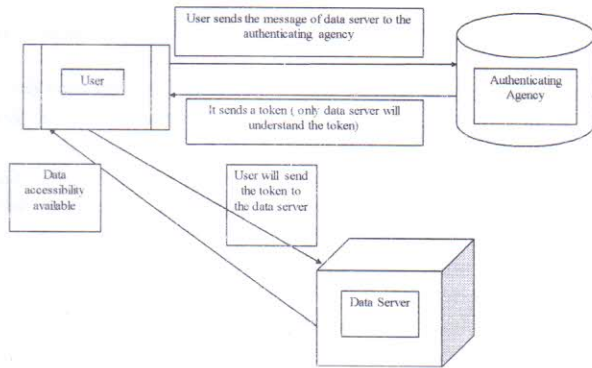 User sends the message of data server to the
authenticating agency
User
Authenticating
Agency
It sends a token ( only data server will
understand the token)
Data
accessibility
available
User will send
the token to
the data server
Data Server